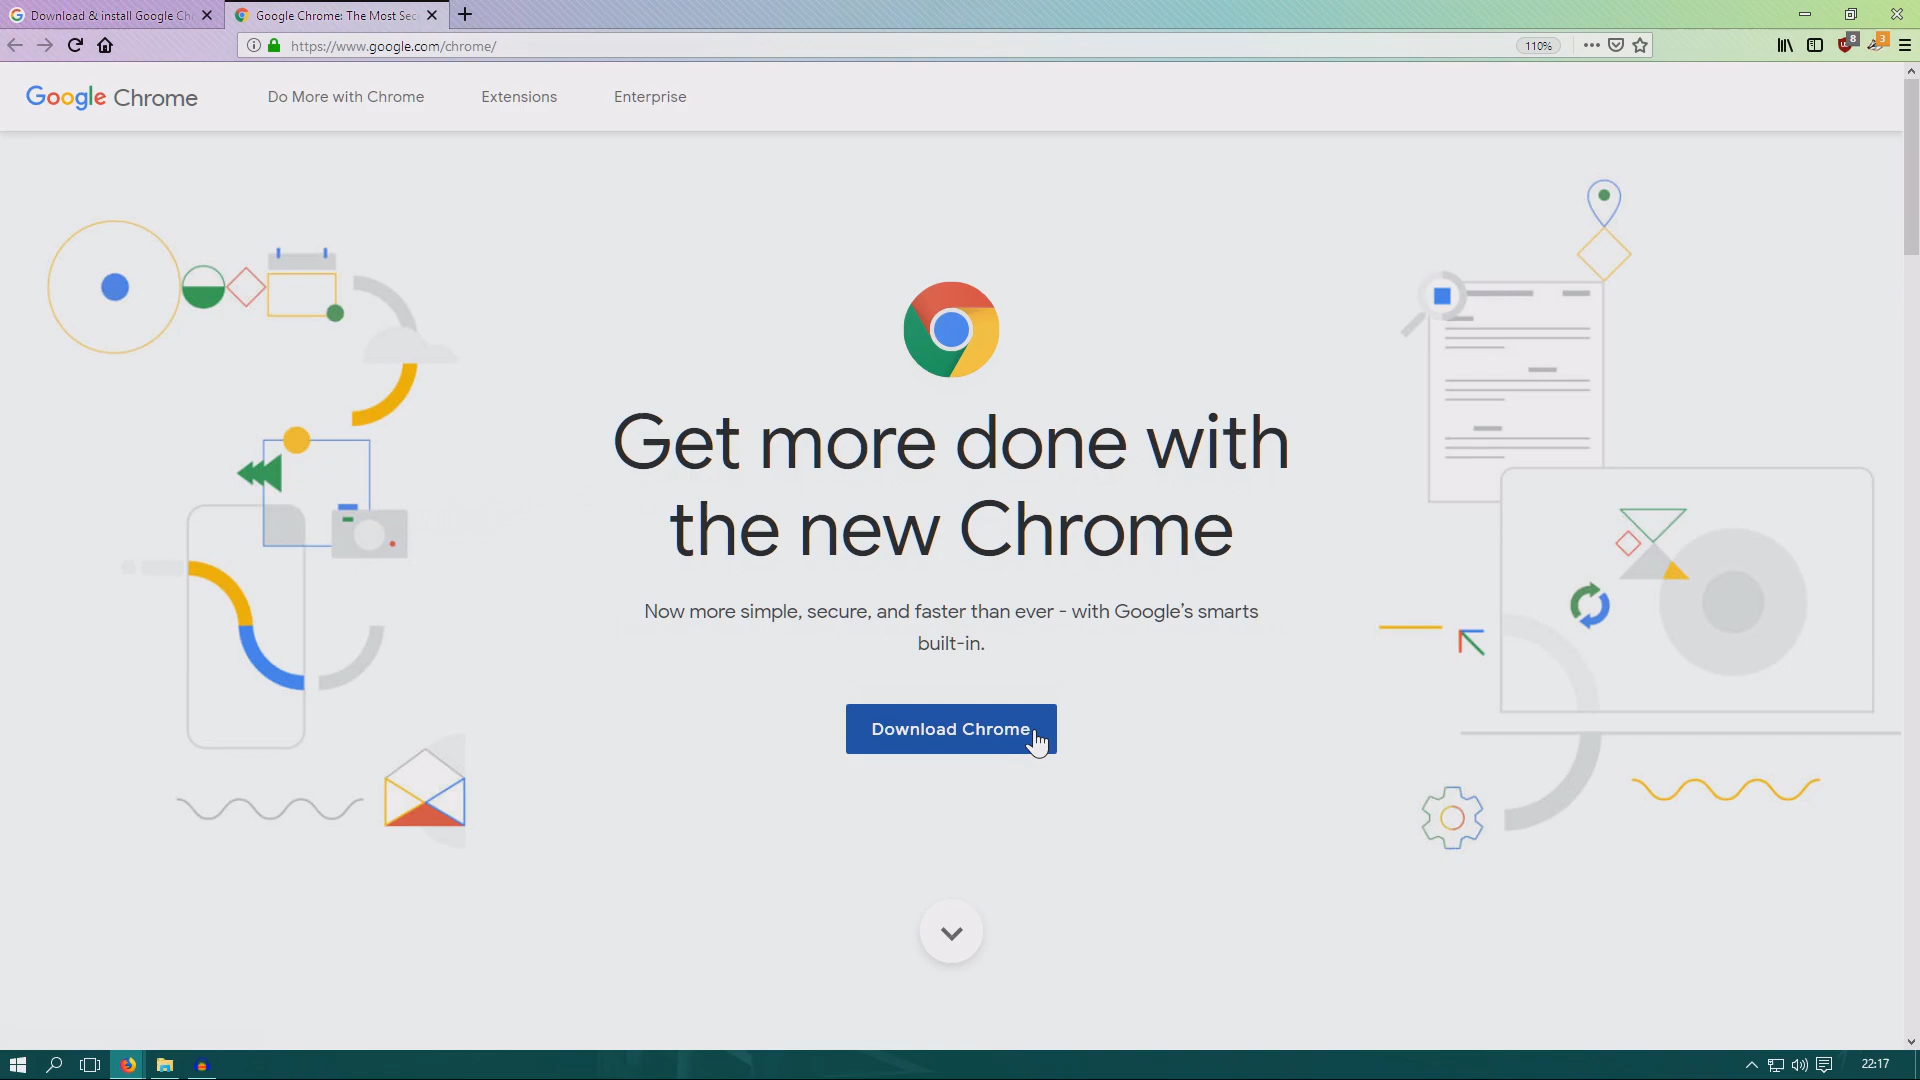 Download & install Google Ch
Google Chrome: The Most Sec
https://www.google.com/chrome/
110%
8
3
Google Chrome
Do More with Chrome
Extensions
Enterprise
Get more done with
the new Chrome
Now more simple, secure, and faster than ever - with Google’s smarts
built-in.
Download Chrome
22:17